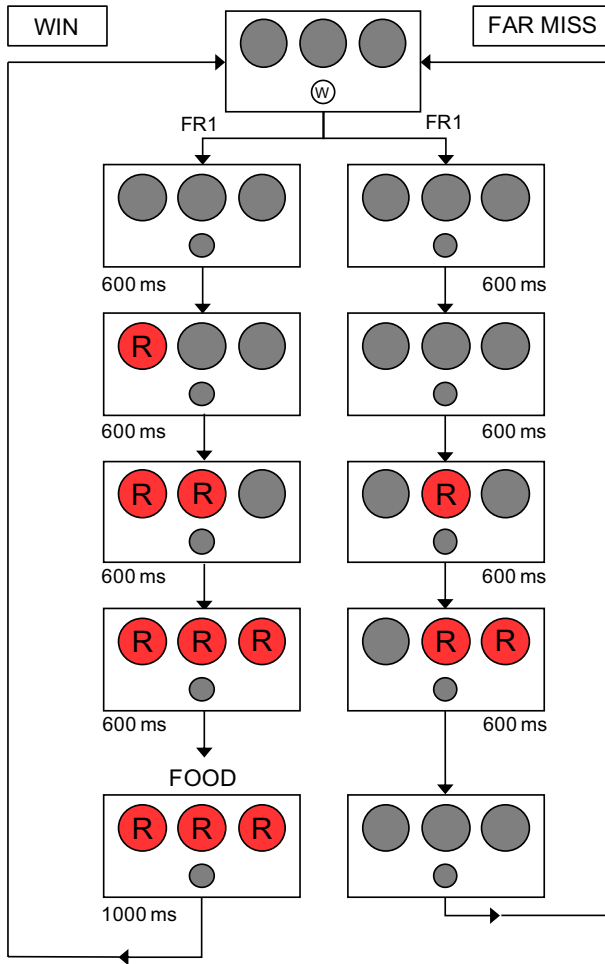 WIN FAR MISS
W
FR1 FR1
600 ms 600 ms
R
600 ms 600 ms
R R R
600 ms 600 ms
R R R R R
600 ms 600 ms
FOOD
R R R
1000 ms